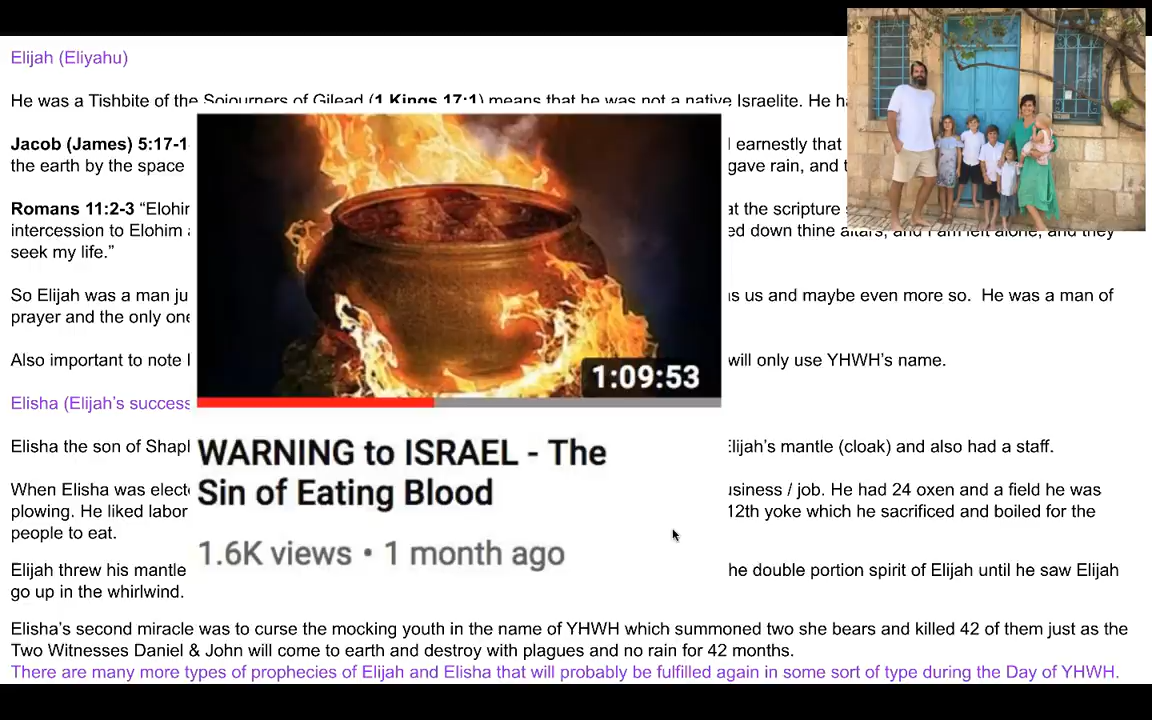 Elijah (Eliyahu)
He was a Tishbite of the Sojourners of Gilead (1 Kings 17:1) means that he was not a native Israelite. He
Jacob (James) 5:17-1 earnestly that
the earth by the space gave rain, and
Romans 11:2-3 “Elohi at the scripture
intercession to Elohim ed down thine altars, and I am left alone, and they
seek my life.”
So Elijah was a man ju as us and maybe even more so. He was a man of
prayer and the only one
Also important to note will only use YHWH’s name.
Elisha (Elijah’s success
Elisha the son of Shap Elijah’s mantle (cloak) and also had a staff.
When Elisha was elect usiness / job. He had 24 oxen and a field he was
plowing. He liked labor 12th yoke which he sacrificed and boiled for the
people to eat.
Elijah threw his mantle he double portion spirit of Elijah until he saw Elijah
go up in the whirlwind.
Elisha’s second miracle was to curse the mocking youth in the name of YHWH which summoned two she bears and killed 42 of them just as the
Two Witnesses Daniel & John will come to earth and destroy with plagues and no rain for 42 months.
There are many more types of prophecies of Elijah and Elisha that will probably be fulfilled again in some sort of type during the Day of YHWH.
1:09:53
WARNING to ISRAEL - The
Sin of Eating Blood
1.6K views • 1 month ago